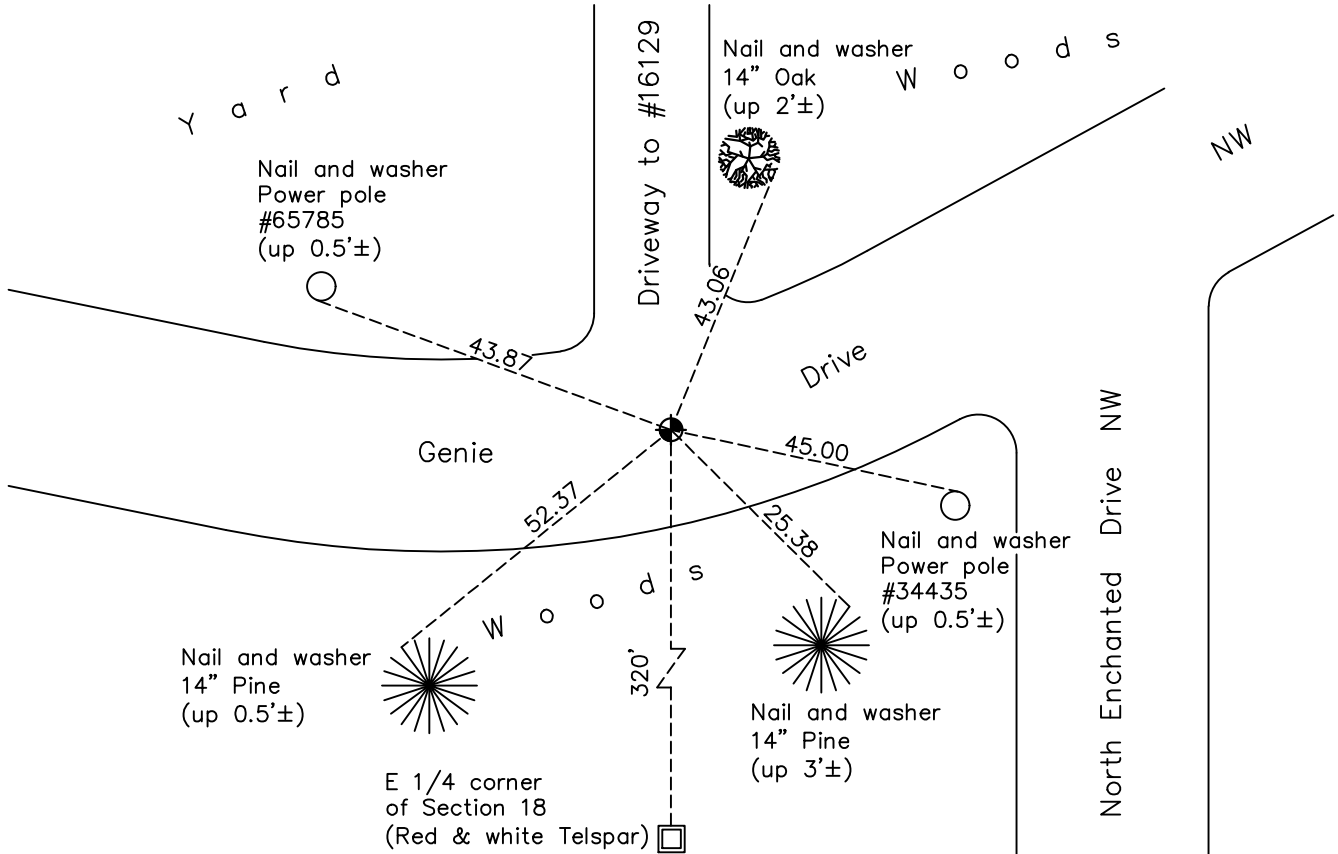 Nail and washer
14" Oak
(up 2'±)
Woods
Yard
Driveway to #16129
NW
Nail and washer
Power pole
#65785
(up 0.5'±)
43.06
43.87
Drive
Genie
45.00
52.37
25.38
Nail and washer
Power pole
#34435
(up 0.5'±)
North Enchanted Drive NW
Woods
320'
Nail and washer
14" Pine
(up 0.5'±)
Nail and washer
14" Pine
(up 3'±)
E 1/4 corner
of Section 18
(Red & white Telspar)